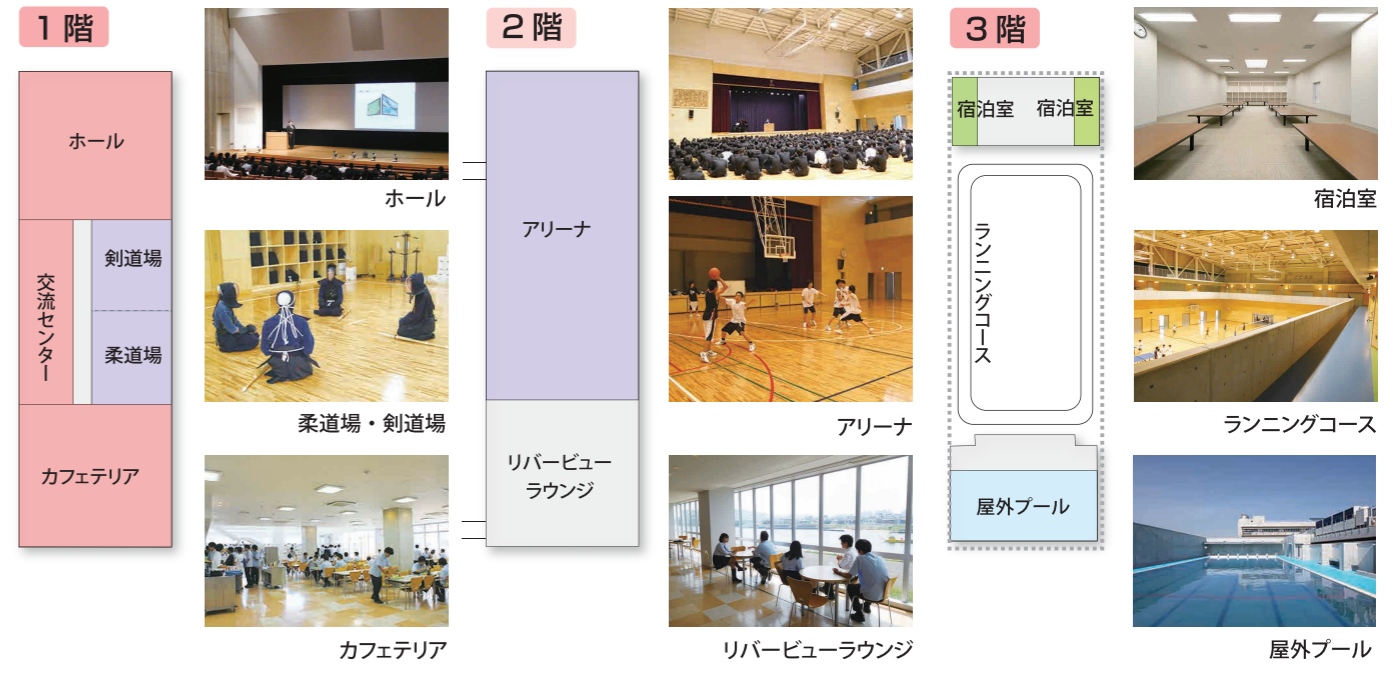 1階
ホール
交流センター
剣道場
柔道場
カフェテリア
ホール
柔道場・剣道場
カフェテリア
2階
アリーナ
リバービュー
ラウンジ
アリーナ
リバービューラウンジ
3階
宿泊室 宿泊室
ランニングコース
屋外プール
宿泊室
ランニングコース
屋外プール